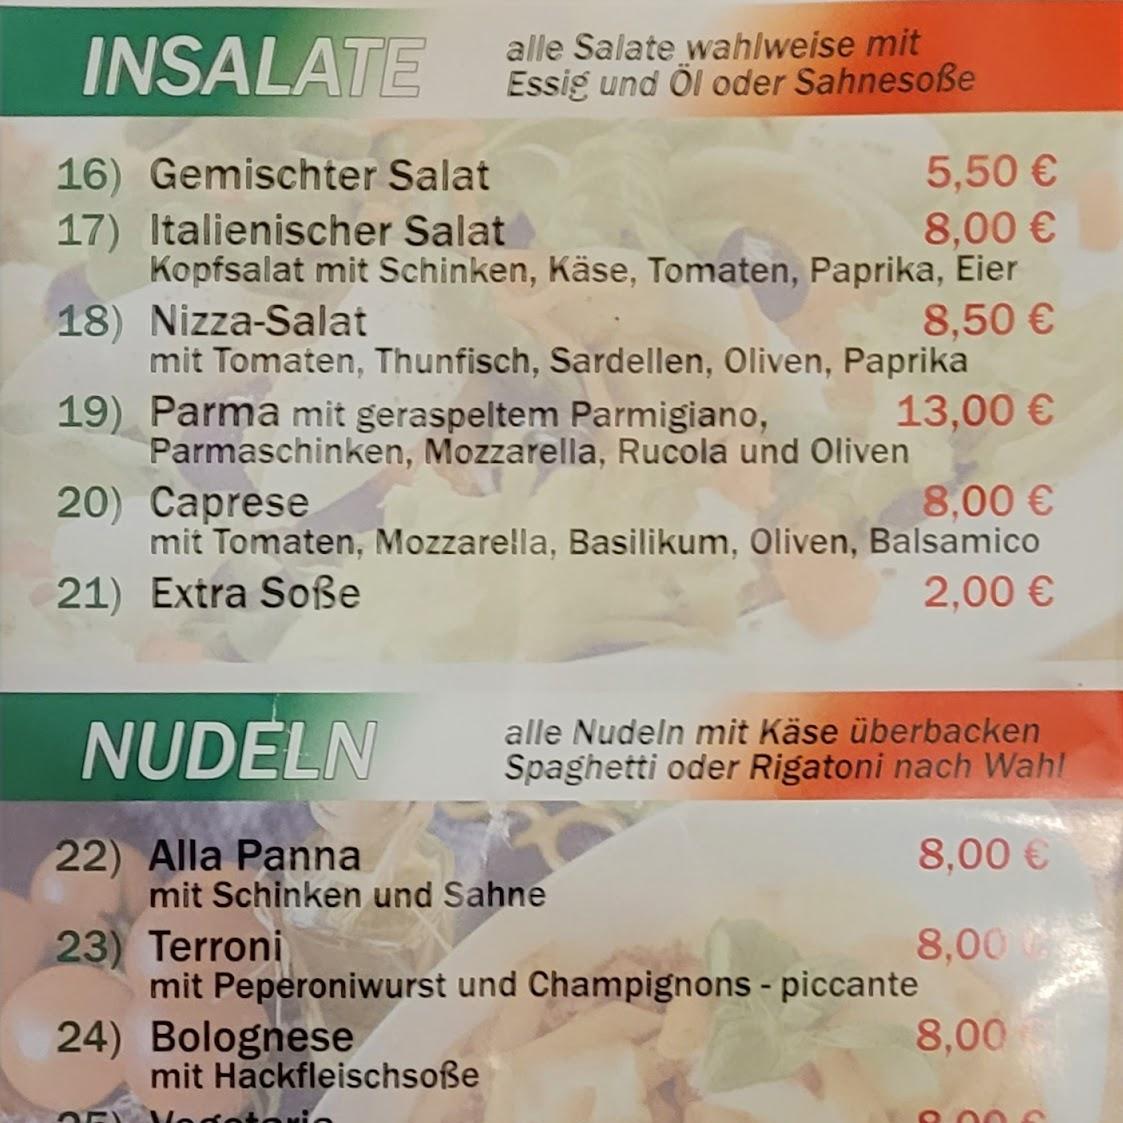 INSALATE
alle Salate wahlweise mit
Essig und Öl oder Sahnesoße
16) Gemischter Salat 5,50 €
17) Italienischer Salat 8,00 €
Kopfsalat mit Schinken, Käse, Tomaten, Paprika, Eier
18) Nizza-Salat 8,50 €
mit Tomaten, Thunfisch, Sardellen, Oliven, Paprika
19) Parma mit geraspeltem Parmigiano, 13,00 €
Parmaschinken, Mozzarella, Rucola und Oliven
20) Caprese 8,00 €
mit Tomaten, Mozzarella, Basilikum, Oliven, Balsamico
21) Extra Soße 2,00 €
NUDELN
alle Nudeln mit Käse überbacken
Spaghetti oder Rigatoni nach Wahl
22) Alla Panna 8,00 €
mit Schinken und Sahne
23) Terroni 8,00 €
mit Peperoniwurst und Champignons - piccante
24) Bolognese 8,00
mit Hackfleischsoße